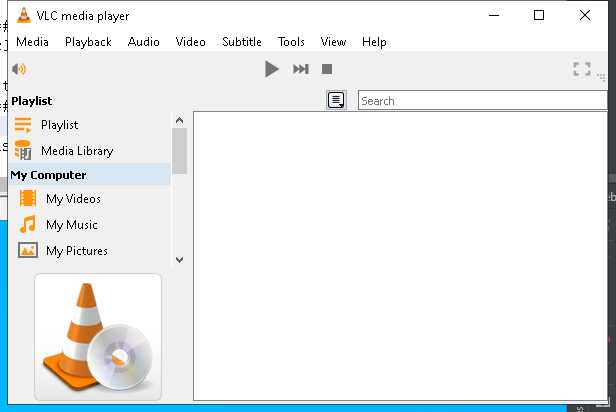 VLC media player
Media Playback Audio Video Subtitle Tools View Help
Playlist
Search
Playlist
Media Library
My Computer
My Videos
My Music
My Pictures